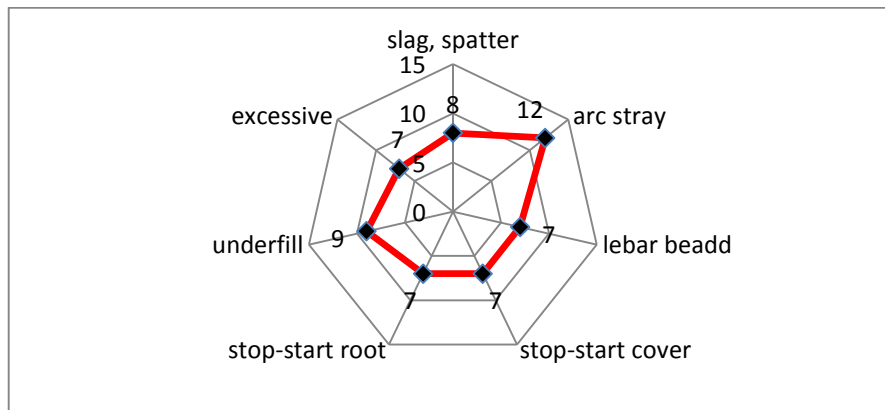 slag, spatter
15
8
12
10
excessive
7
arc stray
5
0
underfill
9
7
lebar beadd
7
7
stop-start root
stop-start cover